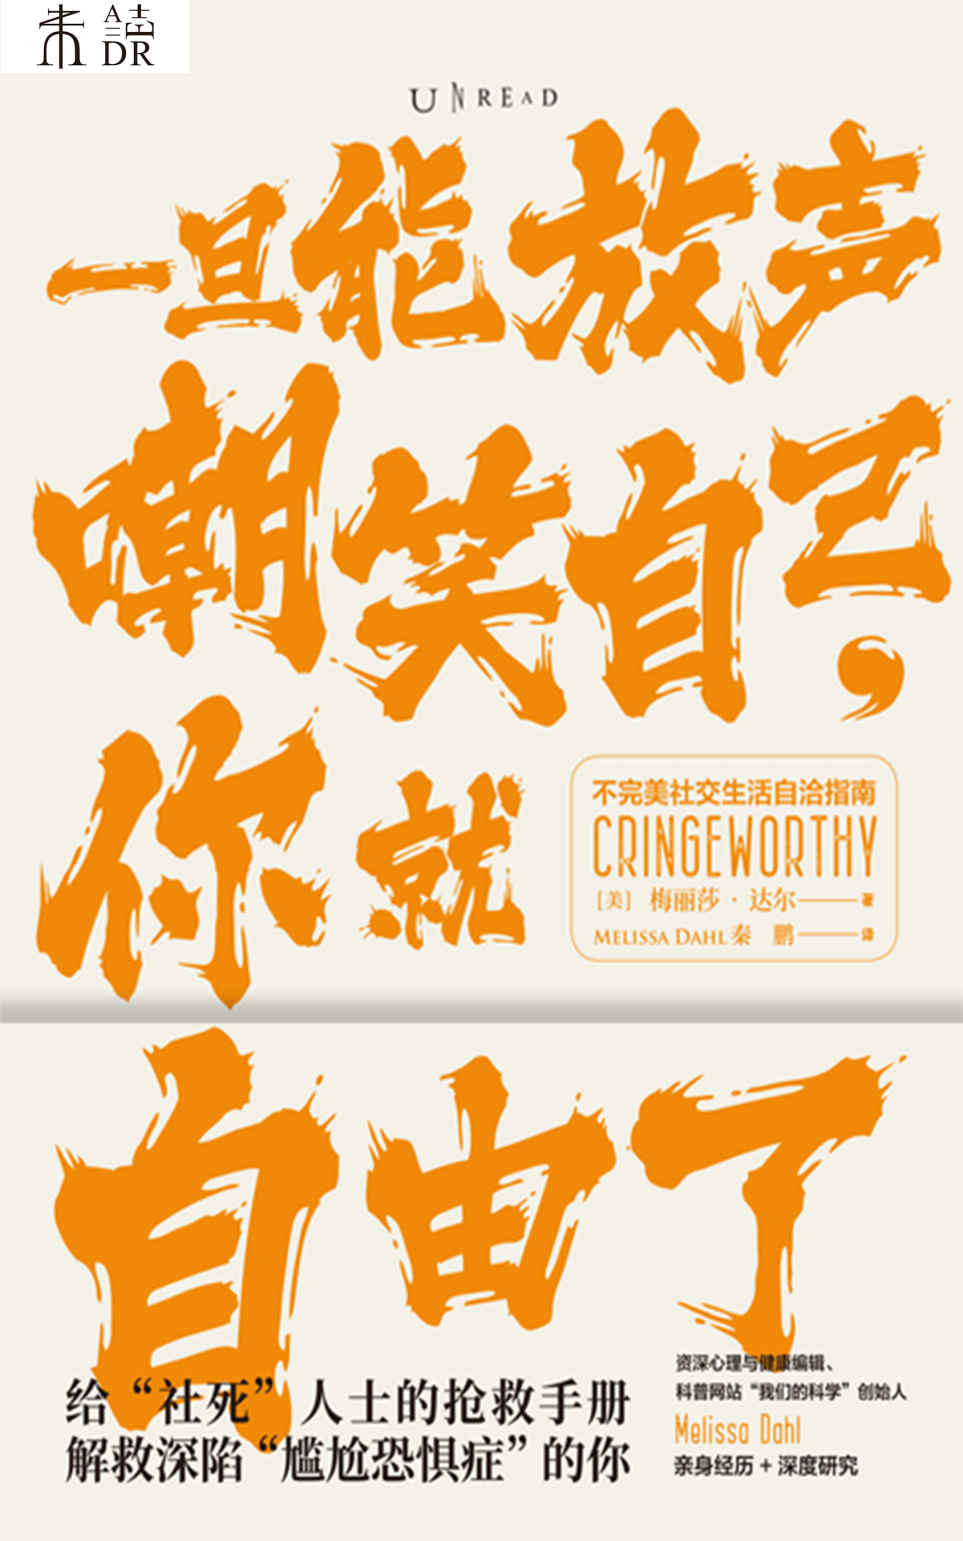 未 A讀DR
UNREAD
一旦能放声
嘲笑自己，
你就
不完美社交生活自洽指南
CRINGEWORTHY
［美］ 梅丽莎·达尔——著
MELISSA DAHL 秦 鹏——译
自由了
资深心理与健康编辑、
科普网站“我们的科学”创始人
Melissa Dahl
亲身经历+深度研究
给“社死”人士的抢救手册
解救深陷“尴尬恐惧症”的你